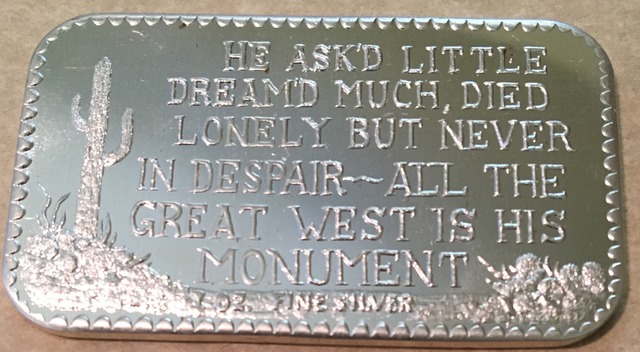 HE ASK'D LITTLE
DREAM'D MUCH, DIED
LONELY BUT NEVER
IN DESPAIR~ALL THE
GREAT WEST IS HIS
MONUMENT
1 OZ. FINE SILVER